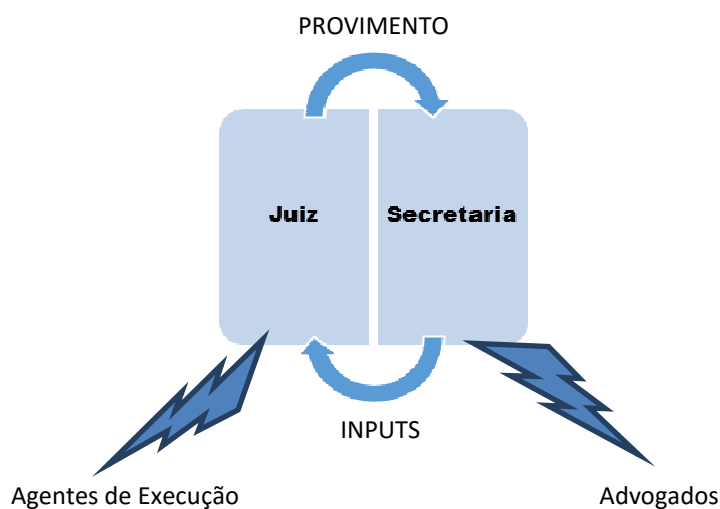 PROVIMENTO
Juiz
Secretaria
INPUTS
Agentes de Execução
Advogados